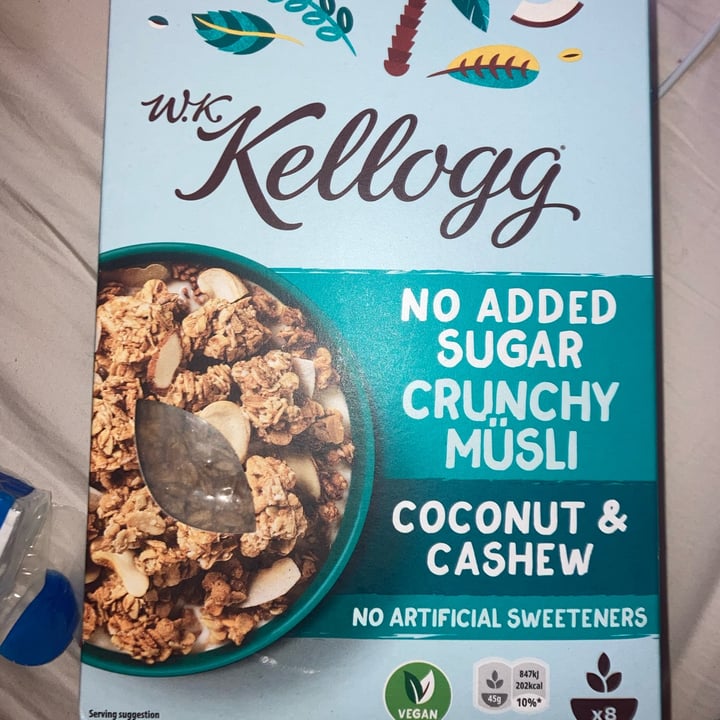 W.K.
Kellogg
NO ADDED
SUGAR
CRUNCHY
MÜSLI
COCONUT &
CASHEW
NO ARTIFICIAL SWEETENERS
VEGAN
45g
847kJ
202kcal
10%*
x8
Serving suggestion